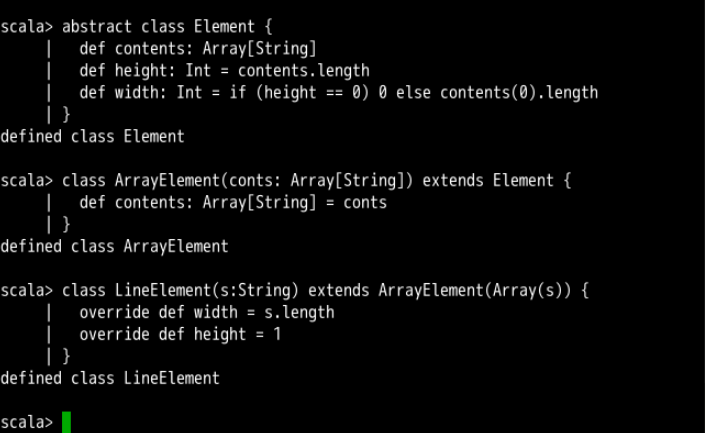 scala> abstract class Element {
     |   def contents: Array[String]
     |   def height: Int = contents.length
     |   def width: Int = if (height == 0) 0 else contents(0).length
     | }
defined class Element

scala> class ArrayElement(conts: Array[String]) extends Element {
     |   def contents: Array[String] = conts
     | }
defined class ArrayElement

scala> class LineElement(s:String) extends ArrayElement(Array(s)) {
     |   override def width = s.length
     |   override def height = 1
     | }
defined class LineElement

scala>